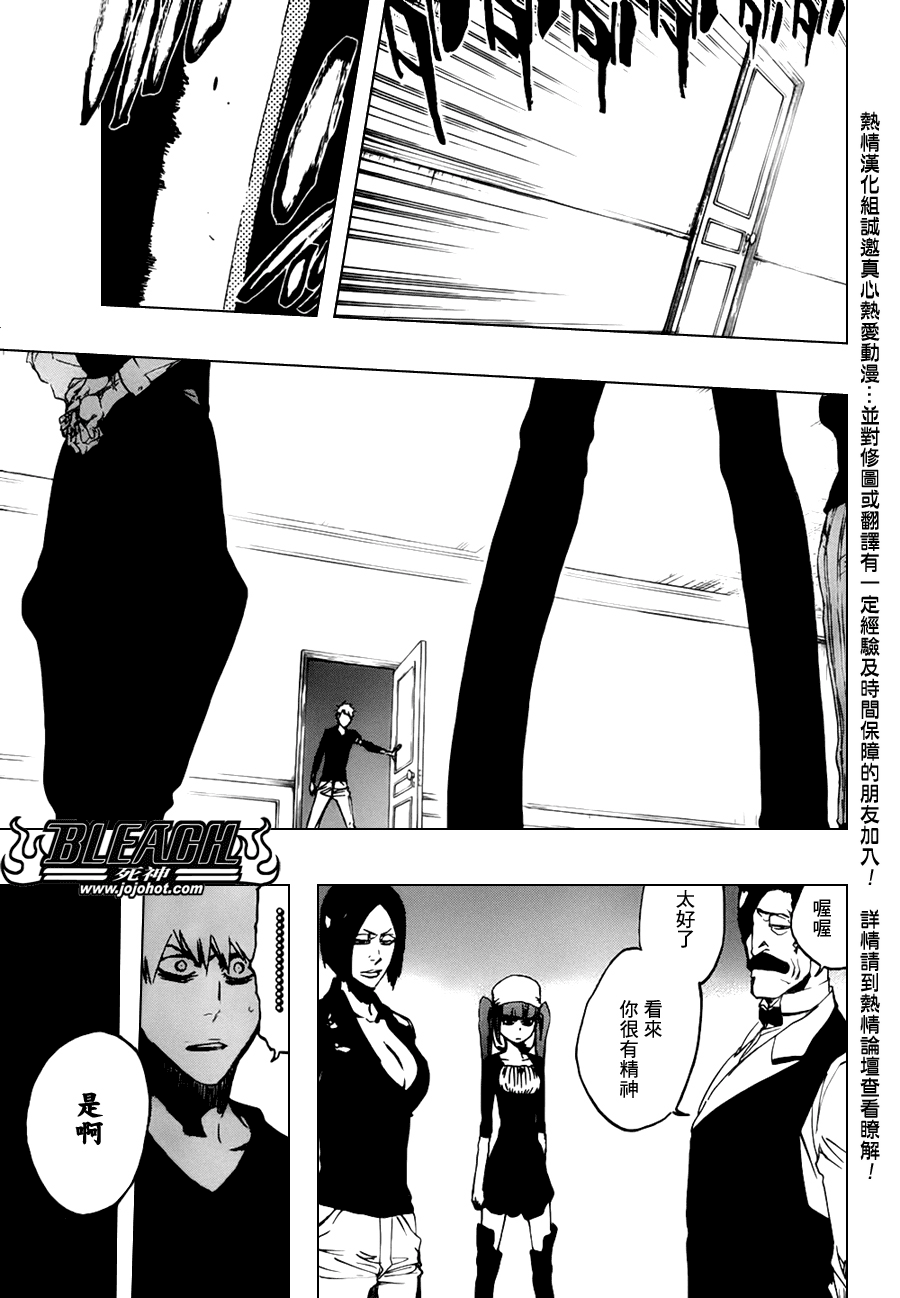 熱情漢化組誠邀真心熱愛動漫…並對修圖或翻譯有一定經驗及時間保障的朋友加入！ 詳情請到熱情論壇查看瞭解！
喔喔
太好了
看來
你很有精神
…………
是啊
BLEACH
死神
www.jojohot.com